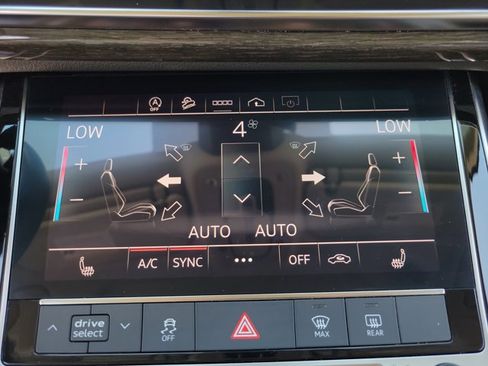 A
OFF
LOW 4 LOW
+ +
− −
AUTO AUTO
A/C SYNC ••• OFF
drive
select
OFF
MAX
REAR